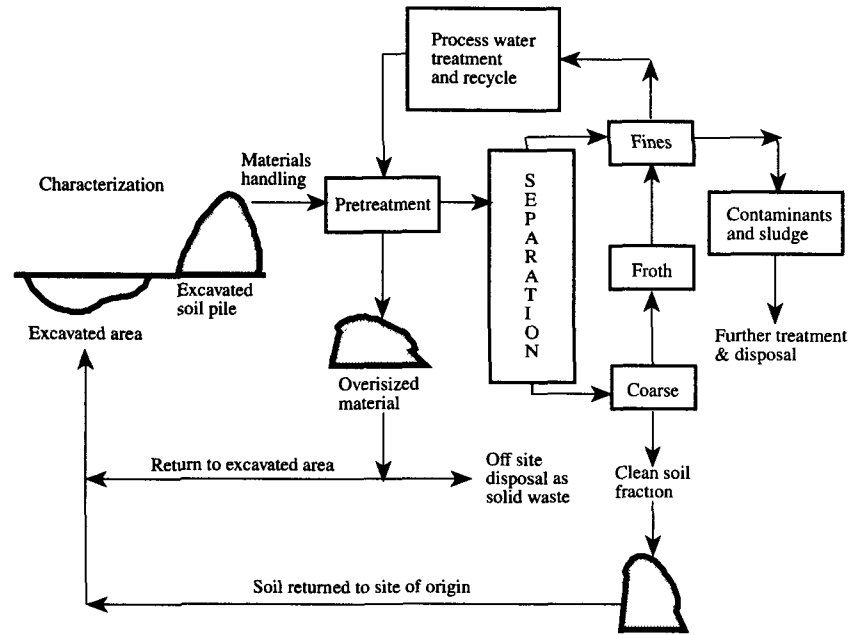 Process water
treatment
and recycle
Fines
Materials
handling
Characterization
Pretreatment
SEPARATION
Contaminants
and sludge
Froth
Excavated
soil pile
Excavated area
Further treatment
& disposal
Overisized
material
Coarse
Return to excavated area
Off site
disposal as
solid waste
Clean soil
fraction
Soil returned to site of origin